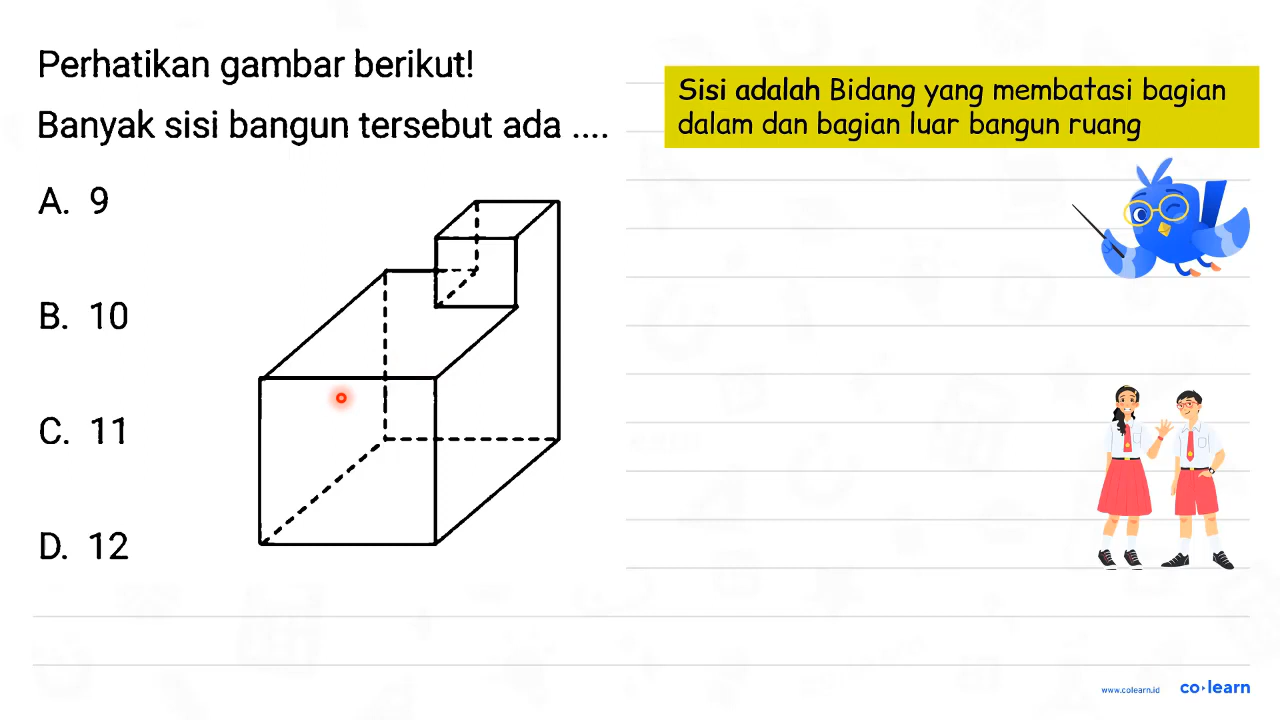 Perhatikan gambar berikut!
Banyak sisi bangun tersebut ada ....
A. 9
B. 10
C. 11
D. 12
Sisi adalah Bidang yang membatasi bagian
dalam dan bagian luar bangun ruang
www.colearn.id
co·learn